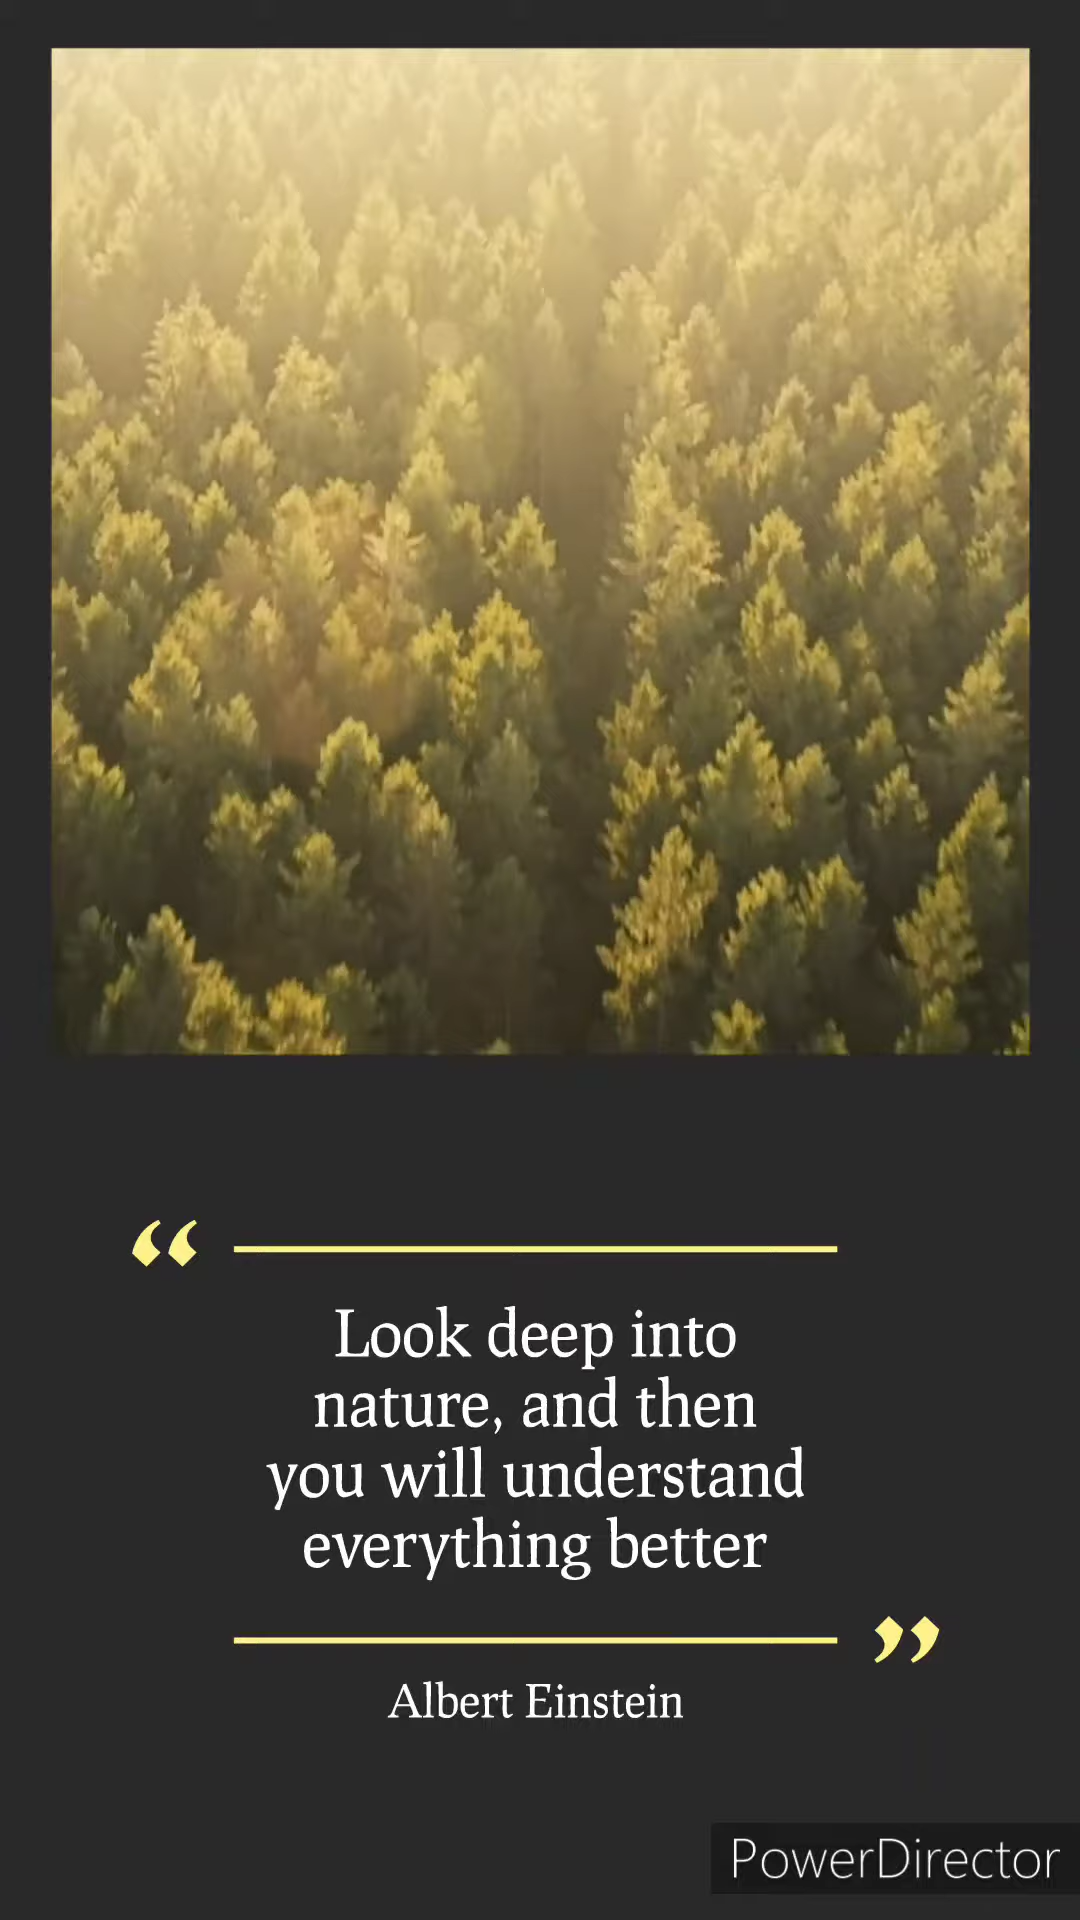 “
Look deep into
nature, and then
you will understand
everything better
”
Albert Einstein
PowerDirector